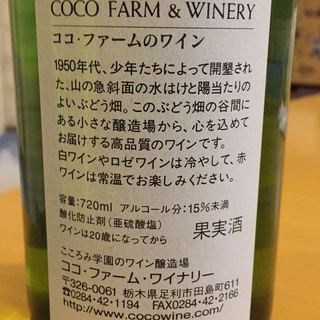 COCO FARM & WINERY
ココ・ファームのワイン
1950年代、少年たちによって開墾され
た、山の急斜面の水はけと陽当たりの
よいぶどう畑。このぶどう畑の谷間に
ある小さな醸造場から、心を込めて
お届けする高品質のワインです。
白ワインやロゼワインは冷やして、赤
ワインは常温でお楽しみください。
容量:720ml アルコール分:15%未満
酸化防止剤(亜硫酸塩)
ワインは20歳になってから
果実酒
こころみ学園のワイン醸造場
ココ・ファーム・ワイナリー
〒326-0061 栃木県足利市田島町611
☎0284-42-1194 FAX0284-42-2166
http://www.cocowine.com/